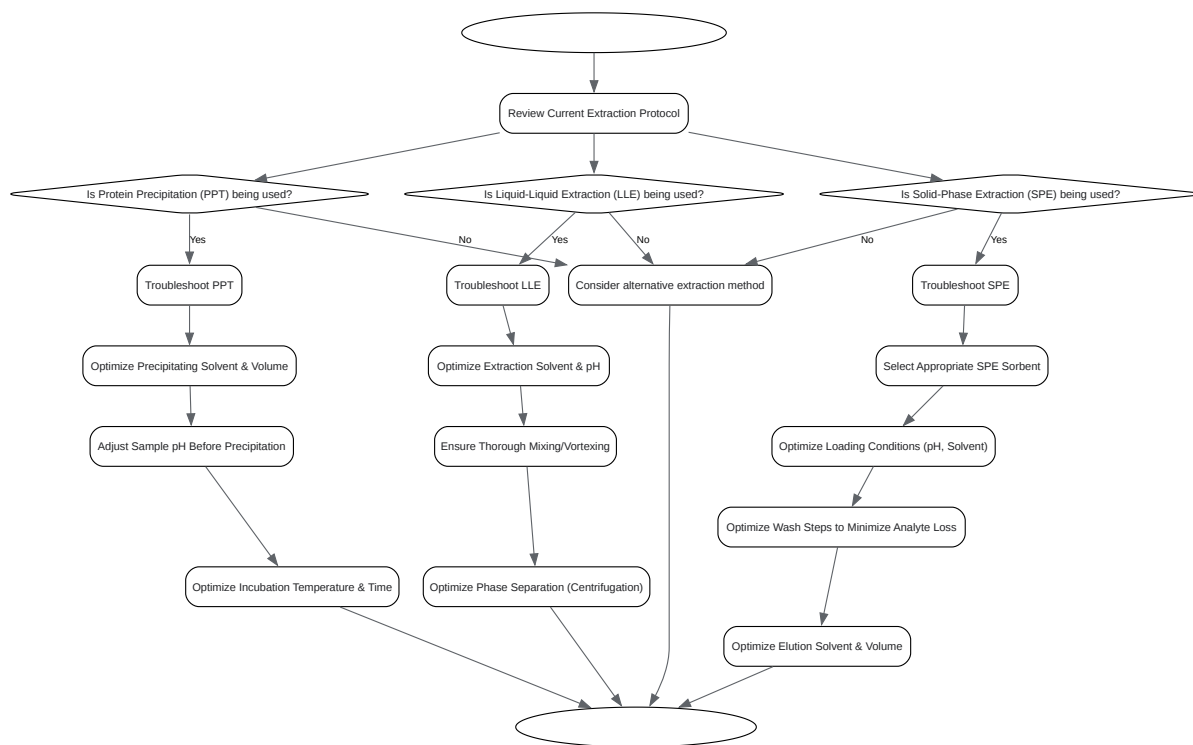 Review Current Extraction Protocol
Is Protein Precipitation (PPT) being used?
Is Liquid-Liquid Extraction (LLE) being used?
Is Solid-Phase Extraction (SPE) being used?
Yes
No
Yes
No
No
Yes
Troubleshoot PPT
Troubleshoot LLE
Consider alternative extraction method
Troubleshoot SPE
Optimize Precipitating Solvent & Volume
Optimize Extraction Solvent & pH
Select Appropriate SPE Sorbent
Adjust Sample pH Before Precipitation
Ensure Thorough Mixing/Vortexing
Optimize Loading Conditions (pH, Solvent)
Optimize Wash Steps to Minimize Analyte Loss
Optimize Incubation Temperature & Time
Optimize Phase Separation (Centrifugation)
Optimize Elution Solvent & Volume